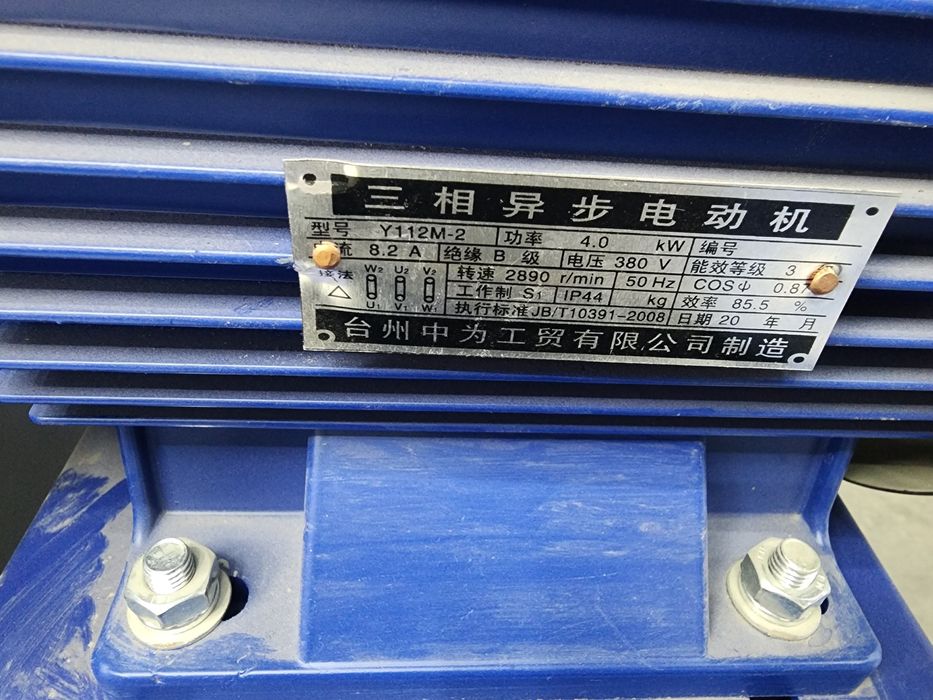 三相异步电动机
型号 Y112M-2 功率 4.0 kW 编号
流 8.2 A 绝缘 B 级 电压 380 V 能效等级 3
接法 W2 U2 V2 转速 2890 r/min 50 Hz COSΦ 0.87
△ U1 V1 W1 工作制 S1 IP44 kg 效率 85.5 %
执行标准 JB/T10391-2008 日期 20 年 月
台州中为工贸有限公司制造